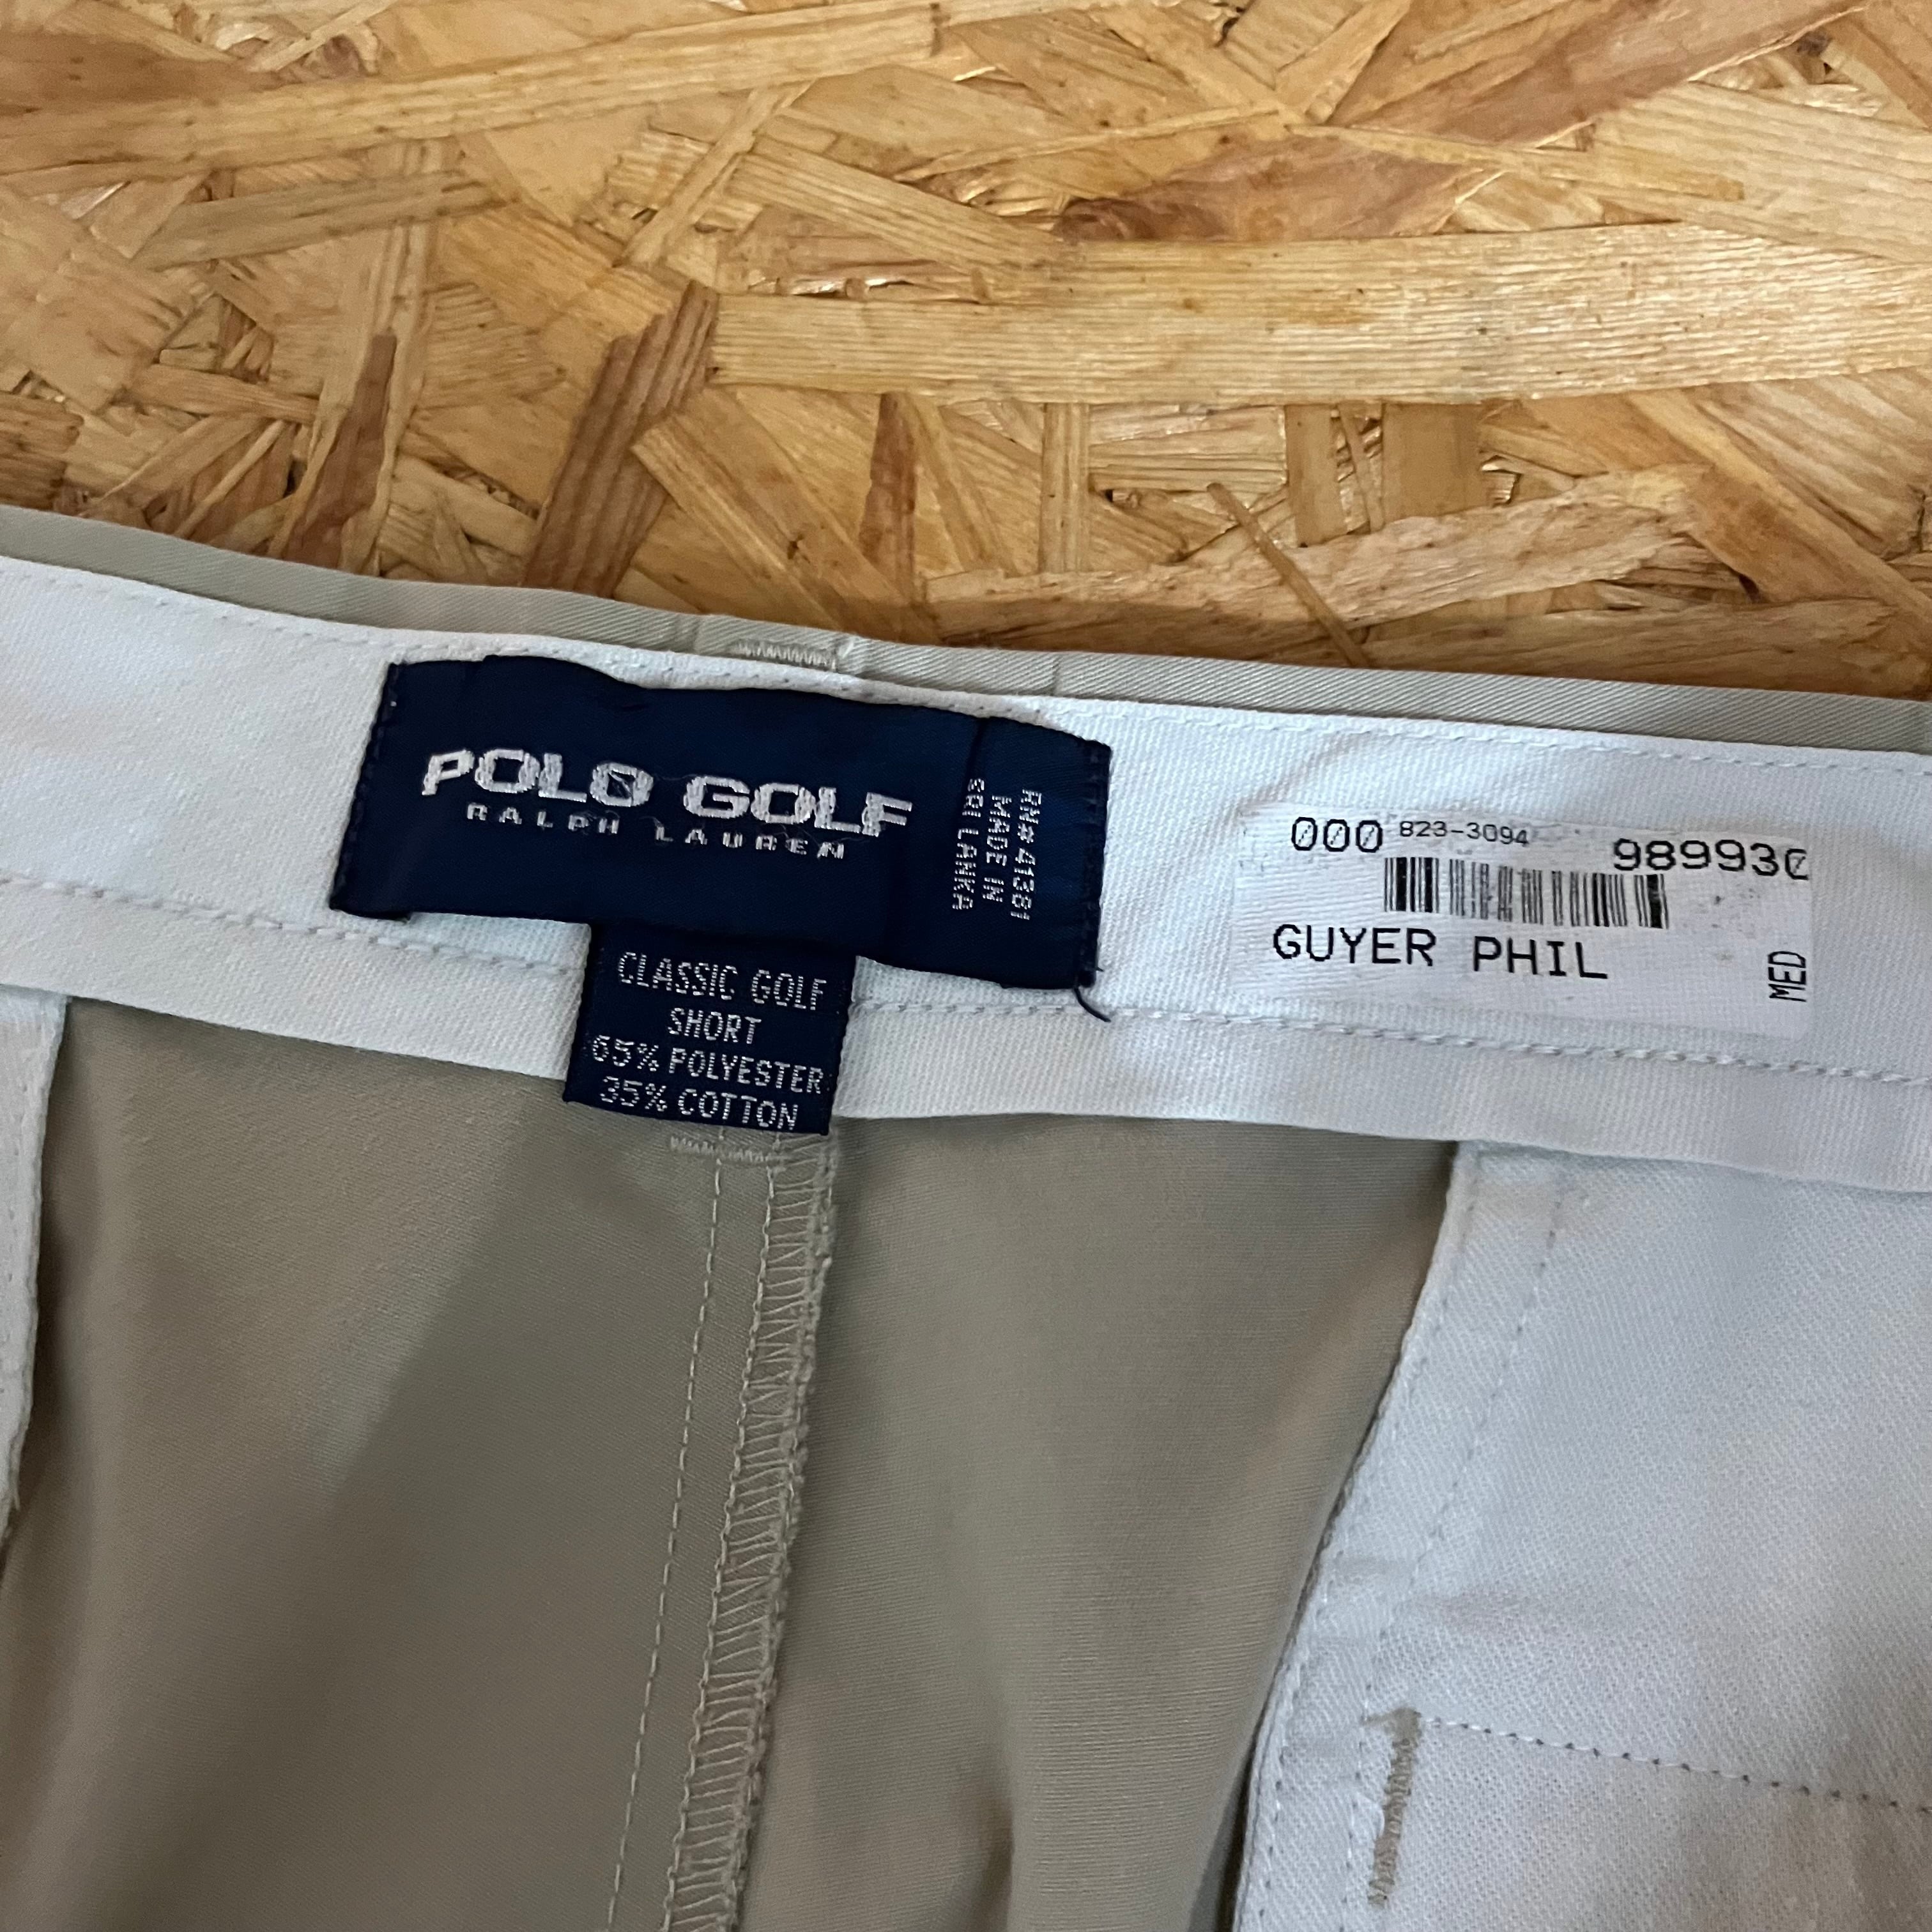 POLO GOLF
RALPH LAUREN
RN#41381
MADE IN
SRI LANKA
CLASSIC GOLF
SHORT
65% POLYESTER
35% COTTON
000 823-3094 989930
GUYER PHIL
MED